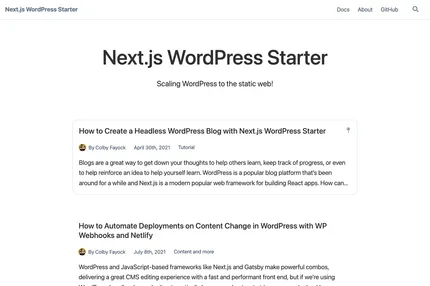 Next.js WordPress Starter
Docs About GitHub
Next.js WordPress Starter
Scaling WordPress to the static web!
How to Create a Headless WordPress Blog with Next.js WordPress Starter
By Colby Fayock April 30th, 2021 Tutorial
Blogs are a great way to get down your thoughts to help others learn, keep track of progress, or even
to help reinforce an idea to help yourself learn. WordPress is a popular blog platform that's been
around for a while and Next.js is a modern popular web framework for building React apps. How can...
How to Automate Deployments on Content Change in WordPress with WP
Webhooks and Netlify
By Colby Fayock July 8th, 2021 Content and more
WordPress and JavaScript-based frameworks like Next.js and Gatsby make powerful combos,
delivering a great CMS editing experience with a fast and performant front end, but if we're using